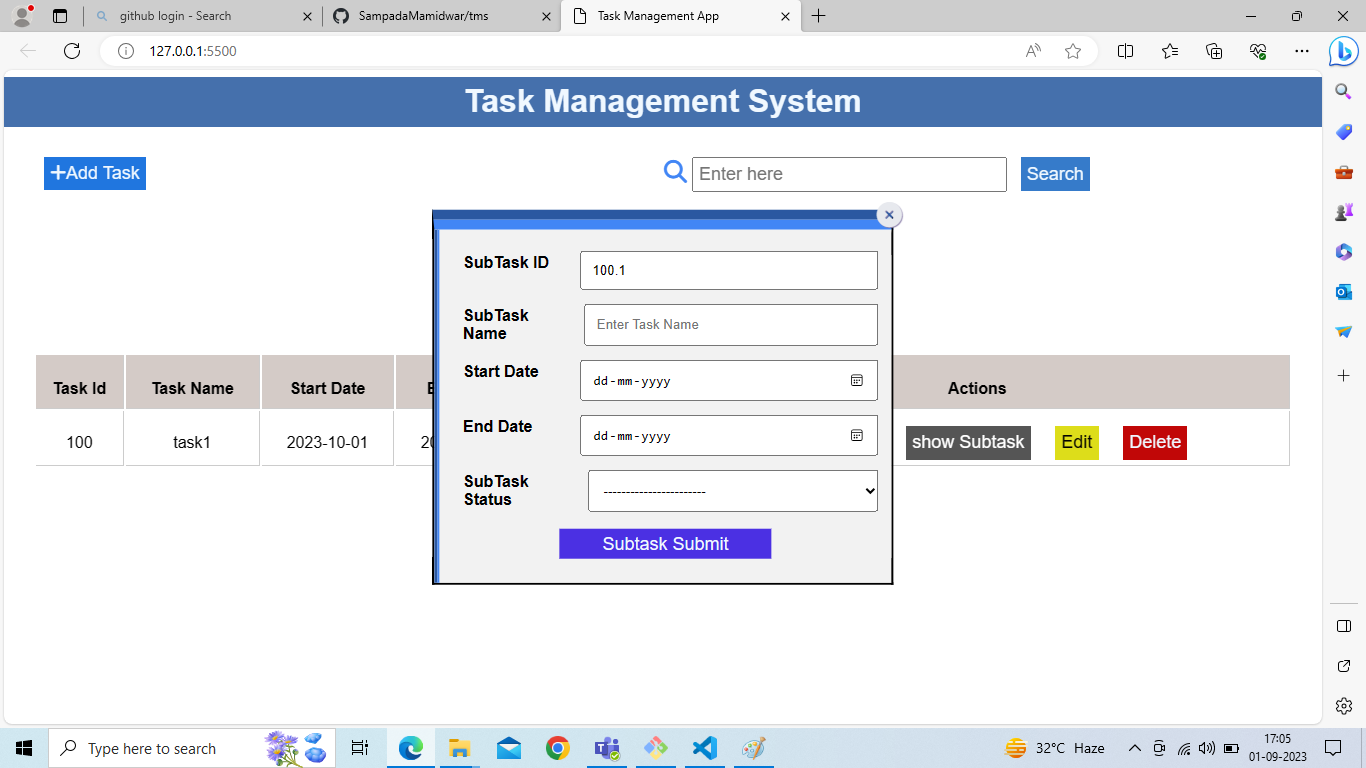 github login - Search
SampadaMamidwar/tms
Task Management App
127.0.0.1:5500
Task Management System
Add Task
Enter here
Search
SubTask ID
100.1
SubTask
Name
Enter Task Name
Start Date
dd-mm-yyyy
End Date
dd-mm-yyyy
SubTask
Status
-----------------------
Subtask Submit
Task Id
Task Name
Start Date
Actions
100
task1
2023-10-01
20
show Subtask
Edit
Delete
Type here to search
32°C Haze
17:05
01-09-2023